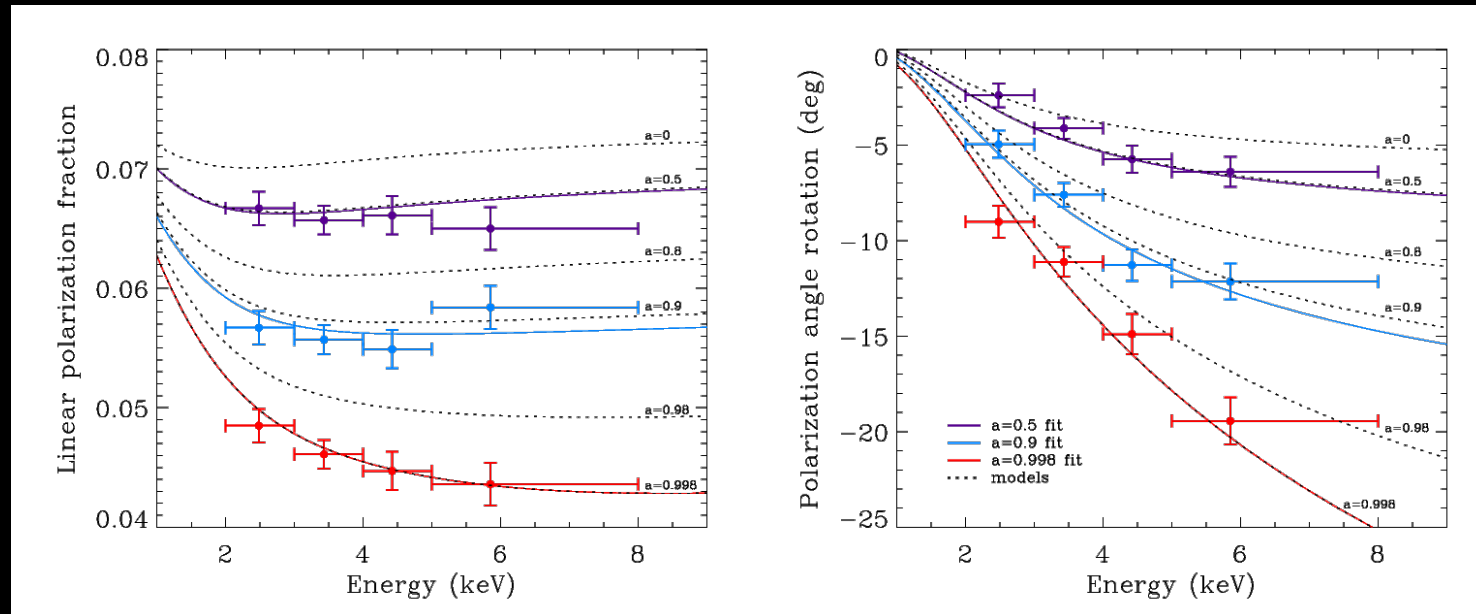 Linear polarization fraction
0.08
0.07
0.06
0.05
0.04
a=0
a=0.5
a=0.8
a=0.9
a=0.98
a=0.998
2 4 6 8
Energy (keV)
Polarization angle rotation (deg)
0
-5
-10
-15
-20
-25
a=0
a=0.5
a=0.8
a=0.9
a=0.98
a=0.998
a=0.5 fit
a=0.9 fit
a=0.998 fit
models
2 4 6 8
Energy (keV)